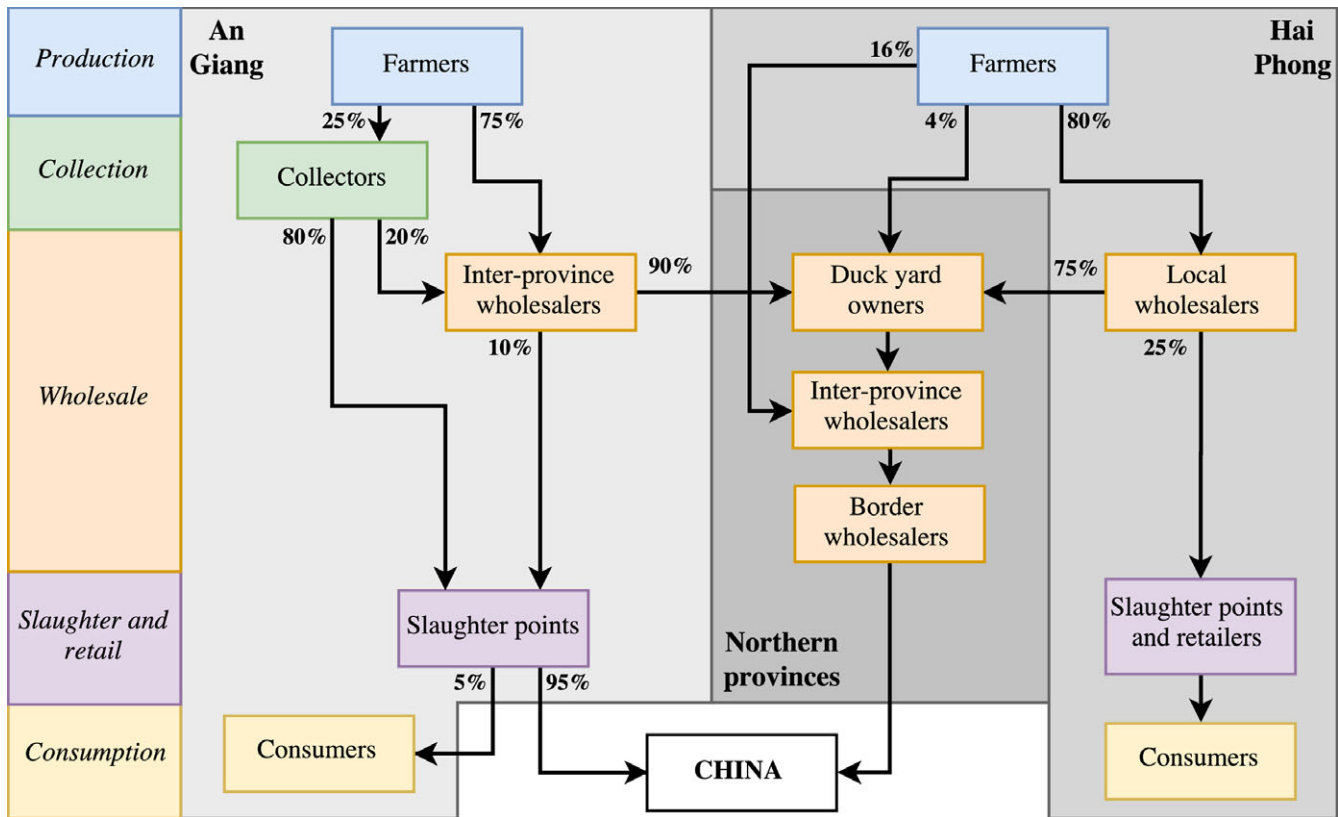 Production
An
Giang
Farmers
16%
Farmers
Hai
Phong
25%
75%
4%
80%
Collection
Collectors
80%
20%
Wholesale
Inter-province
wholesalers
90%
Duck yard
owners
75%
Local
wholesalers
10%
25%
Inter-province
wholesalers
Border
wholesalers
Slaughter and
retail
Slaughter points
5%
95%
Northern
provinces
Slaughter points
and retailers
Consumption
Consumers
CHINA
Consumers